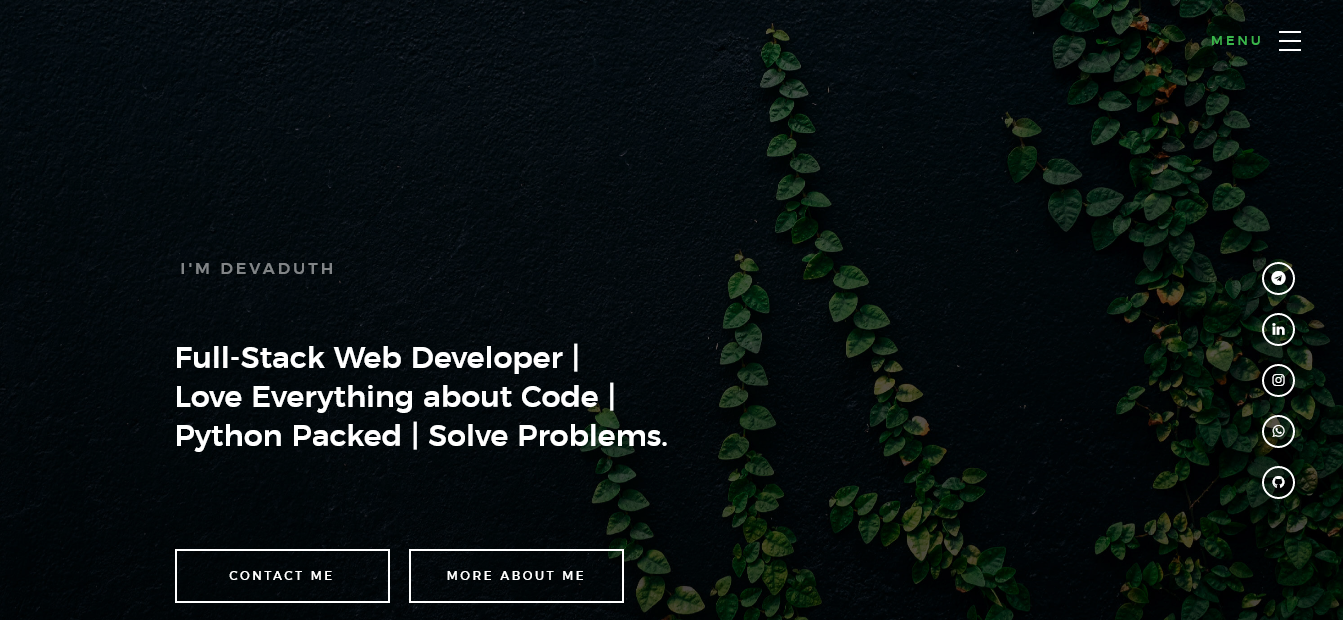 MENU
I'M DEVADUTH
Full-Stack Web Developer |
Love Everything about Code |
Python Packed | Solve Problems.
CONTACT ME
MORE ABOUT ME